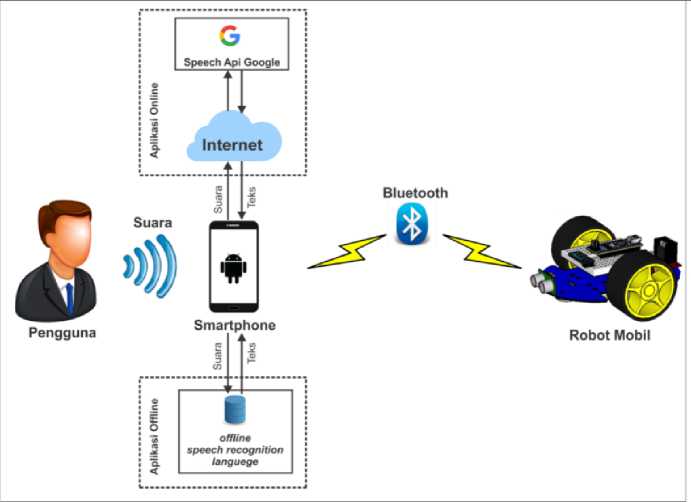 Speech Api Google
Aplikasi Online
Internet
Suara
Teks
Bluetooth
Suara
Pengguna
Smartphone
Robot Mobil
Suara
Teks
Aplikasi Offline
offline
speech recognition
languege